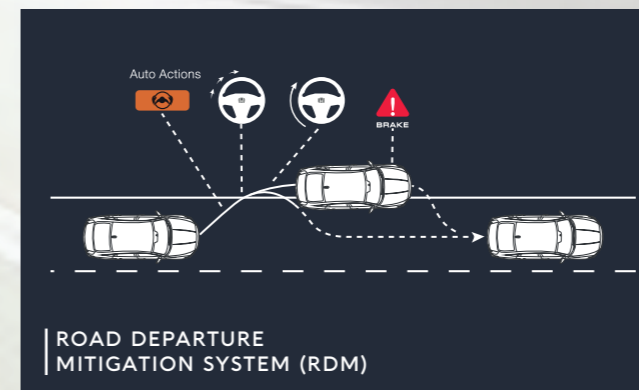 Auto Actions
BRAKE
ROAD DEPARTURE
MITIGATION SYSTEM (RDM)